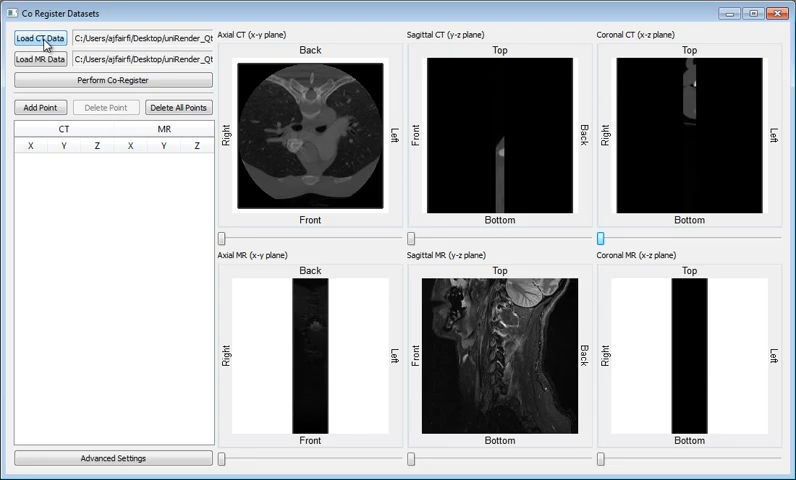 Co Register Datasets
Load CT Data C:/Users/ajfairfi/Desktop/uniRender_Qt
Load MR Data C:/Users/ajfairfi/Desktop/uniRender_Qt
Perform Co-Register
Add Point Delete Point Delete All Points
CT MR
X Y Z X Y Z
Advanced Settings
Axial CT (x-y plane)
Back
Right
Left
Front
Sagittal CT (y-z plane)
Top
Front
Back
Bottom
Coronal CT (x-z plane)
Top
Right
Left
Bottom
Axial MR (x-y plane)
Back
Right
Left
Front
Sagittal MR (y-z plane)
Top
Front
Back
Bottom
Coronal MR (x-z plane)
Top
Right
Left
Bottom